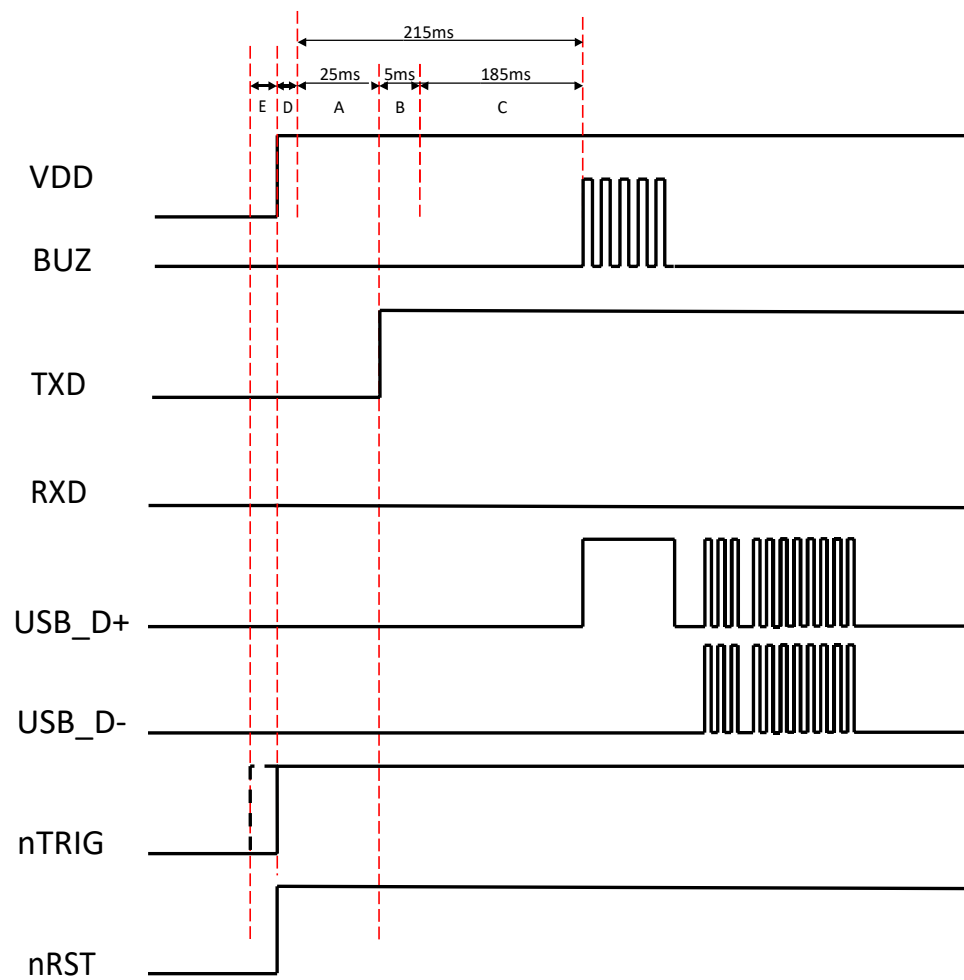 215ms
25ms 5ms 185ms
E D A B C
VDD
BUZ
TXD
RXD
USB_D+
USB_D-
nTRIG
nRST